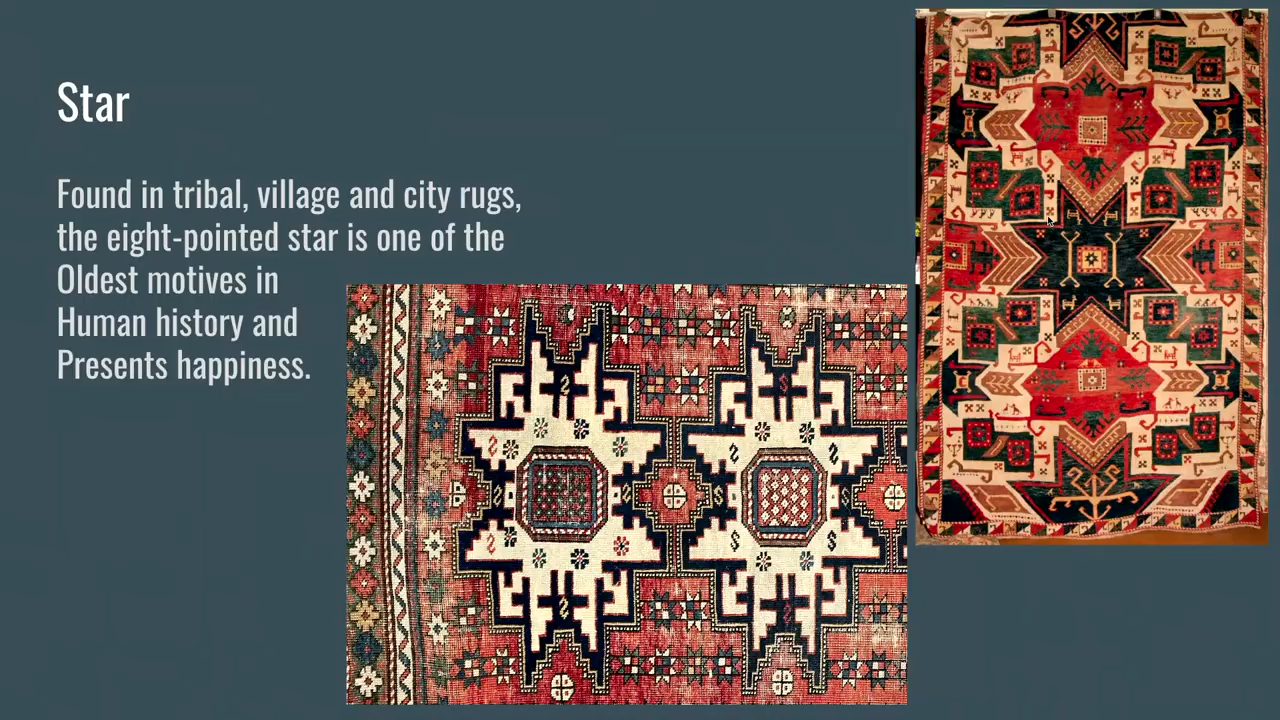 Star
Found in tribal, village and city rugs,
the eight-pointed star is one of the
Oldest motives in
Human history and
Presents happiness.